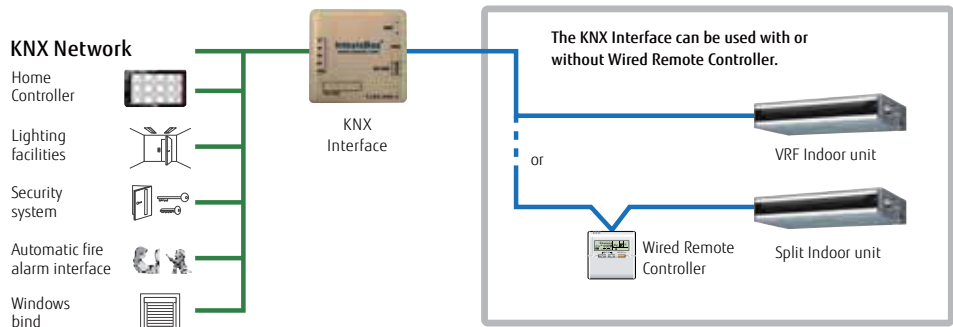 KNX Network
Home
Controller
Lighting
facilities
Security
system
Automatic fire
alarm interface
Windows
bind
IntesisBox
KNX
Interface
The KNX Interface can be used with or
without Wired Remote Controller.
or
VRF Indoor unit
Wired Remote
Controller
Split Indoor unit